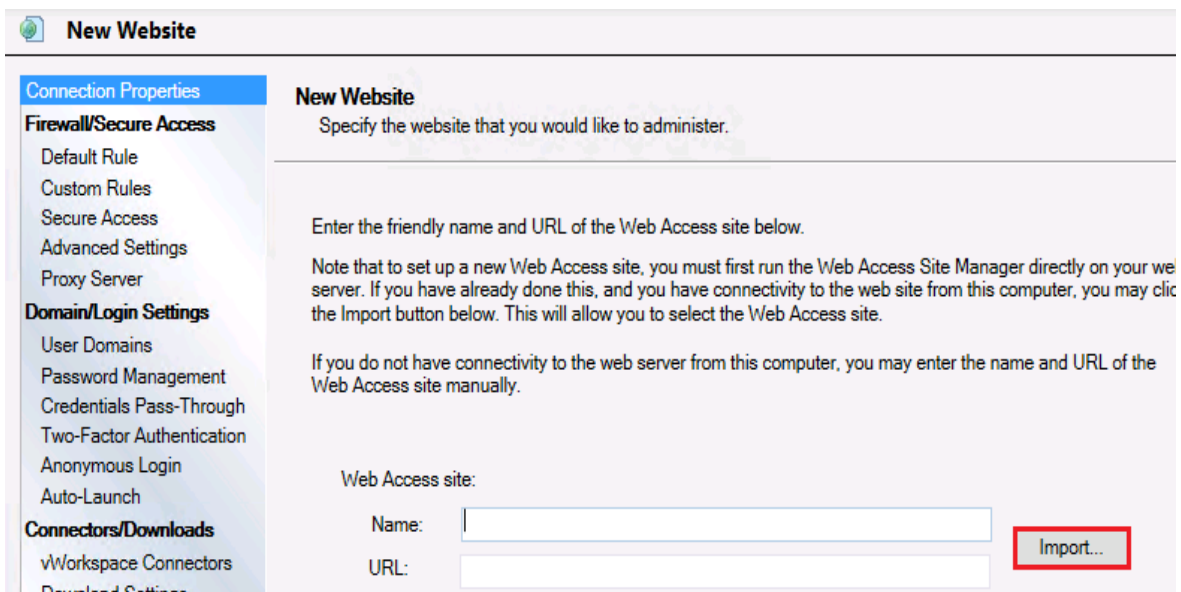 New Website
Connection Properties
Firewall/Secure Access
Default Rule
Custom Rules
Secure Access
Advanced Settings
Proxy Server
Domain/Login Settings
User Domains
Password Management
Credentials Pass-Through
Two-Factor Authentication
Anonymous Login
Auto-Launch
Connectors/Downloads
vWorkspace Connectors
New Website
Specify the website that you would like to administer.
Enter the friendly name and URL of the Web Access site below.
Note that to set up a new Web Access site, you must first run the Web Access Site Manager directly on your we
server. If you have already done this, and you have connectivity to the web site from this computer, you may clic
the Import button below. This will allow you to select the Web Access site.
If you do not have connectivity to the web server from this computer, you may enter the name and URL of the
Web Access site manually.
Web Access site:
Name:
Import...
URL: